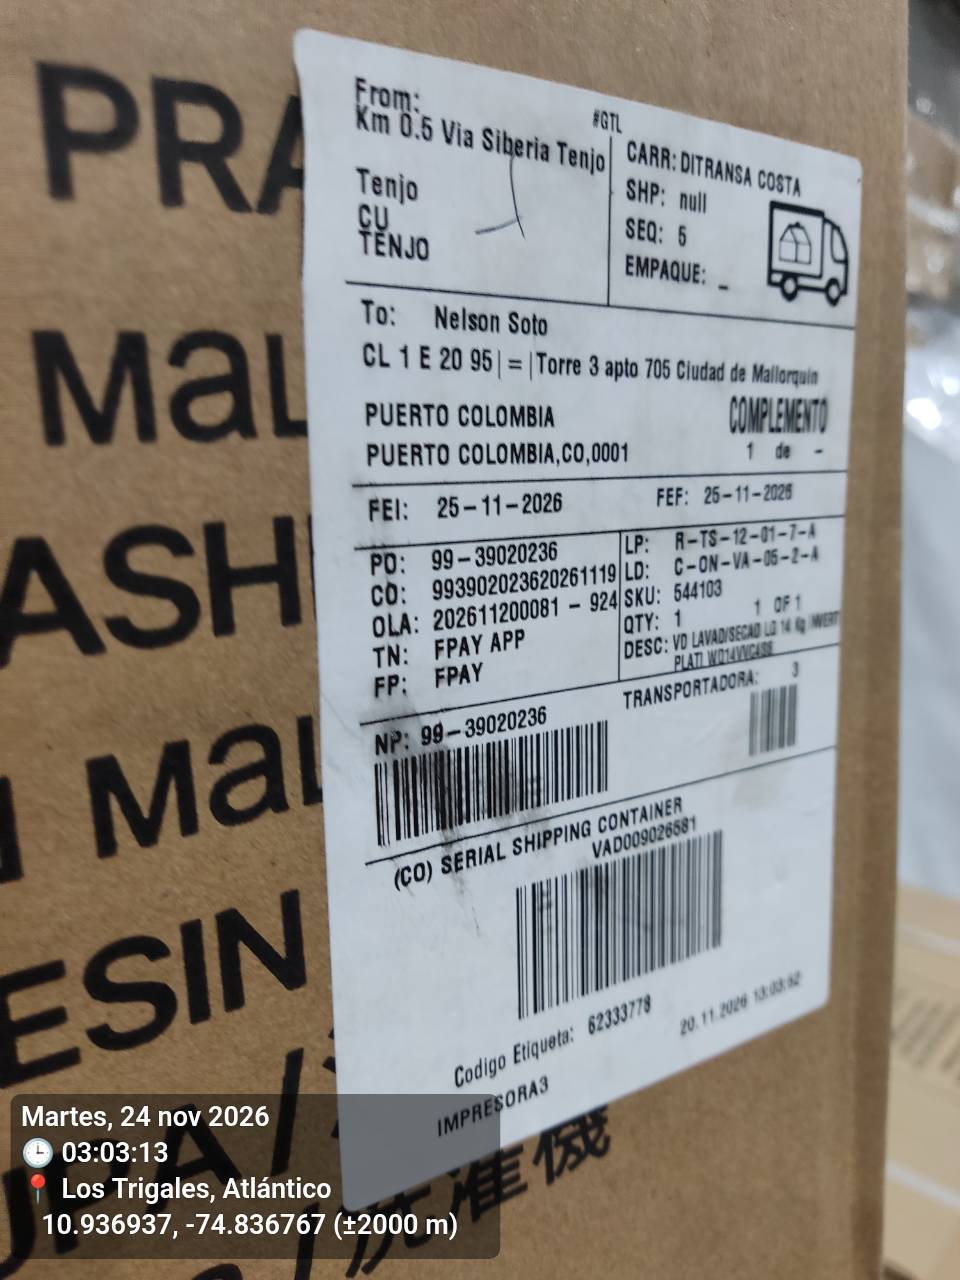 PRA
MaL
ASHI
MaL
ESIN
UPA/
#GTL
From:
Km 0.5 Via Siberia Tenjo
Tenjo
CU
TENJO
CARR: DITRANSA COSTA
SHP: null
SEQ: 5
EMPAQUE: _
To: Nelson Soto
CL 1 E 20 95| = |Torre 3 apto 705 Ciudad de Mallorquin
PUERTO COLOMBIA
PUERTO COLOMBIA,CO,0001
COMPLEMENTO
1 de -
FEI: 25-11-2026
FEF: 25-11-2026
PO: 99-39020236
CO: 993902023620261119
OLA: 202611200081 - 924
TN: FPAY APP
FP: FPAY
LP: R-TS-12-01-7-A
LD: C-ON-VA-05-2-A
SKU: 544103
QTY: 1 1 OF 1
DESC: VD LAVAD/SECAD LG 14 Kg INVERT
PLATI
NP: 99-39020236
TRANSPORTADORA: 3
(CO) SERIAL SHIPPING CONTAINER
VAD009026581
Codigo Etiqueta: 62333778
20.11.2026 13:03:52
IMPRESORA3
Martes, 24 nov 2026
03:03:13
Los Trigales, Atlántico
10.936937, -74.836767 (±2000 m)